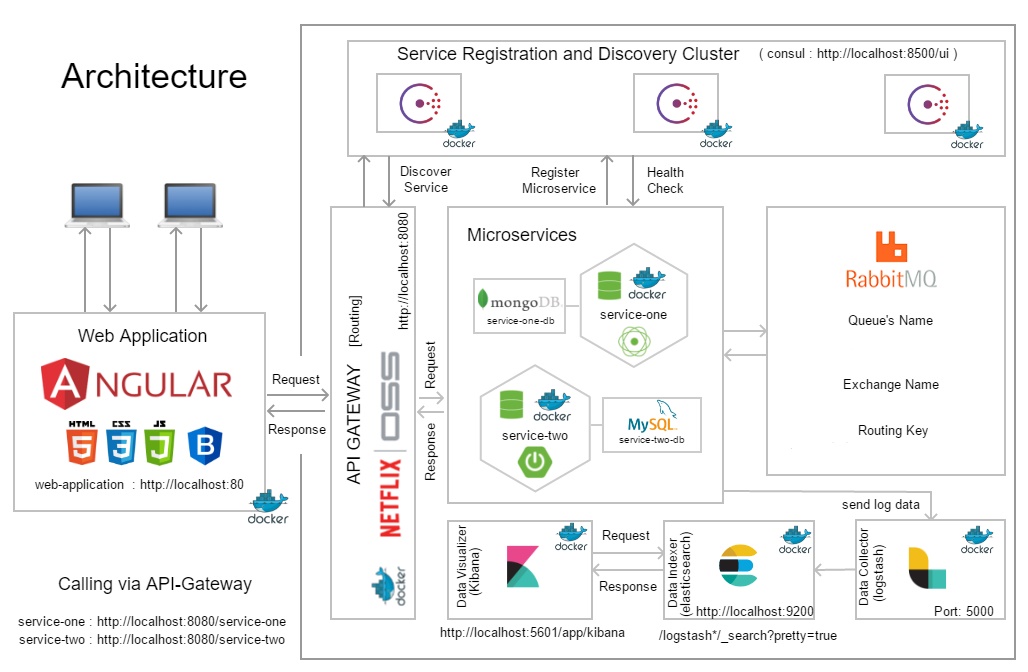 Architecture
Service Registration and Discovery Cluster ( consul : http://localhost:8500/ui )
docker
docker
docker
Discover
Service
Register
Microservice
Health
Check
Web Application
ANGULAR
HTML CSS JS
5 3 J B
web-application : http://localhost:80
docker
Request
Response
API GATEWAY [Routing] http://localhost:8080
NETFLIX OSS
docker
Request
Response
Microservices
mongoDB.
service-one-db
docker
service-one
docker
service-two
MySQL
service-two-db
RabbitMQ
Queue's Name
Exchange Name
Routing Key
send log data
Data Visualizer
(Kibana)
docker
http://localhost:5601/app/kibana
Request
Response
Data Indexer
(elasticsearch)
docker
http://localhost:9200
/logstash*/_search?pretty=true
Data Collector
(logstash)
docker
Port: 5000
Calling via API-Gateway
service-one : http://localhost:8080/service-one
service-two : http://localhost:8080/service-two